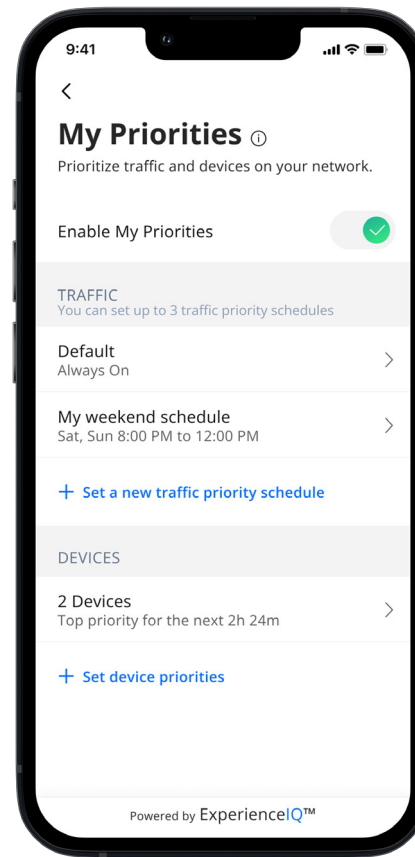 9:41
My Priorities
Prioritize traffic and devices on your network.
Enable My Priorities
TRAFFIC
You can set up to 3 traffic priority schedules
Default
Always On
My weekend schedule
Sat, Sun 8:00 PM to 12:00 PM
+ Set a new traffic priority schedule
DEVICES
2 Devices
Top priority for the next 2h 24m
+ Set device priorities
Powered by ExperienceIQ™